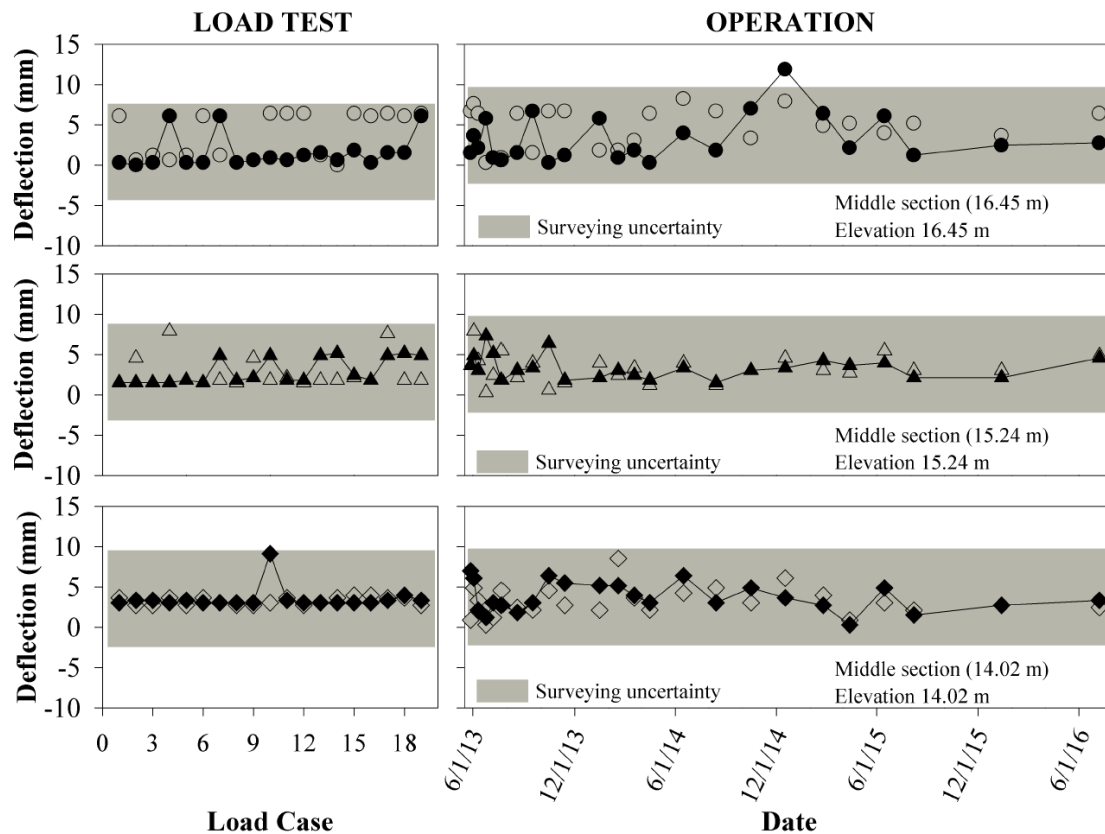 LOAD TEST
OPERATION
Deflection (mm)
15
10
5
0
-5
-10
Surveying uncertainty
Middle section (16.45 m)
Elevation 16.45 m
Deflection (mm)
15
10
5
0
-5
-10
Surveying uncertainty
Middle section (15.24 m)
Elevation 15.24 m
Deflection (mm)
15
10
5
0
-5
-10
Surveying uncertainty
Middle section (14.02 m)
Elevation 14.02 m
0 3 6 9 12 15 18
6/1/13 12/1/13 6/1/14 12/1/14 6/1/15 12/1/15 6/1/16
Load Case
Date